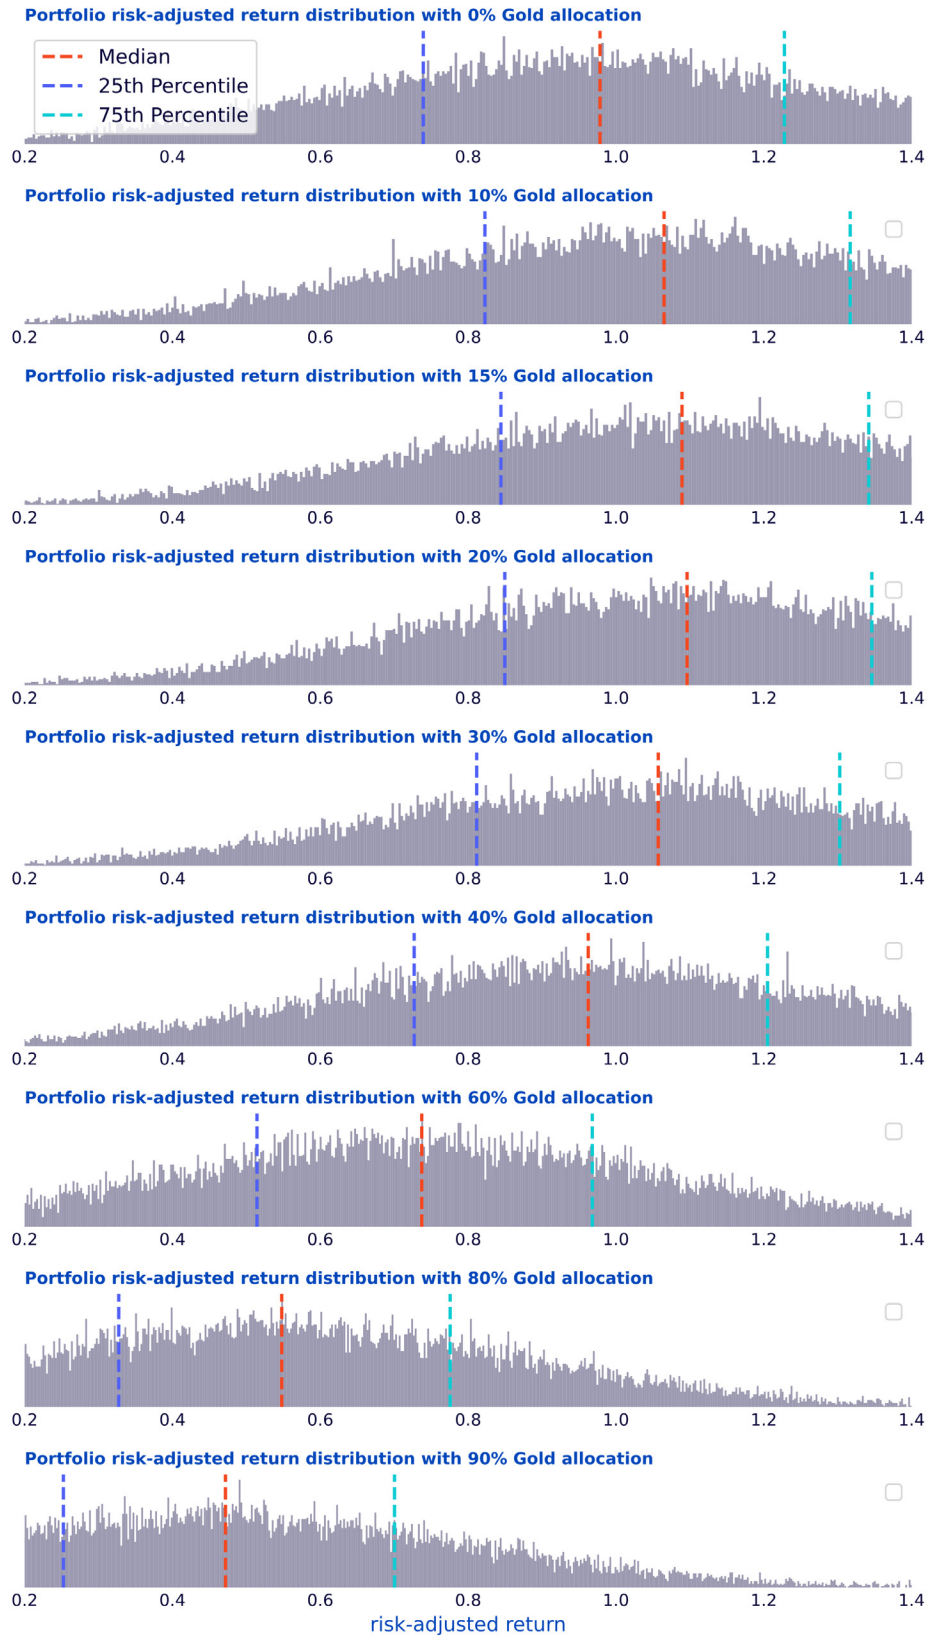 Portfolio risk-adjusted return distribution with 0% Gold allocation
Median
25th Percentile
75th Percentile
0.2 0.4 0.6 0.8 1.0 1.2 1.4
Portfolio risk-adjusted return distribution with 10% Gold allocation
0.2 0.4 0.6 0.8 1.0 1.2 1.4
Portfolio risk-adjusted return distribution with 15% Gold allocation
0.2 0.4 0.6 0.8 1.0 1.2 1.4
Portfolio risk-adjusted return distribution with 20% Gold allocation
0.2 0.4 0.6 0.8 1.0 1.2 1.4
Portfolio risk-adjusted return distribution with 30% Gold allocation
0.2 0.4 0.6 0.8 1.0 1.2 1.4
Portfolio risk-adjusted return distribution with 40% Gold allocation
0.2 0.4 0.6 0.8 1.0 1.2 1.4
Portfolio risk-adjusted return distribution with 60% Gold allocation
0.2 0.4 0.6 0.8 1.0 1.2 1.4
Portfolio risk-adjusted return distribution with 80% Gold allocation
0.2 0.4 0.6 0.8 1.0 1.2 1.4
Portfolio risk-adjusted return distribution with 90% Gold allocation
0.2 0.4 0.6 0.8 1.0 1.2 1.4
risk-adjusted return